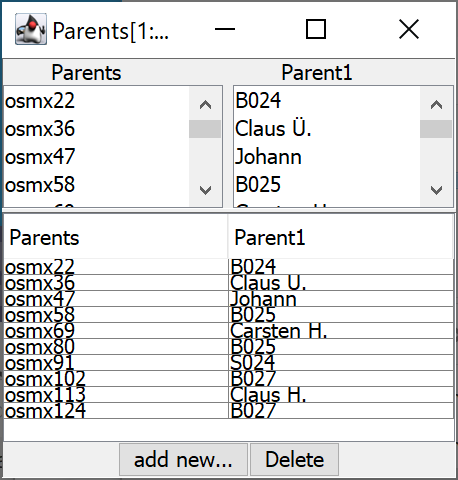 Parents[1:...
Parents Parent1
osmx22 B024
osmx36 Claus Ü.
osmx47 Johann
osmx58 B025
Parents Parent1
osmx22 B024
osmx36 Claus U.
osmx47 Johann
osmx58 B025
osmx69 Carsten H.
osmx80 B025
osmx91 S024
osmx102 B027
osmx113 Claus H.
osmx124 B027
add new... Delete